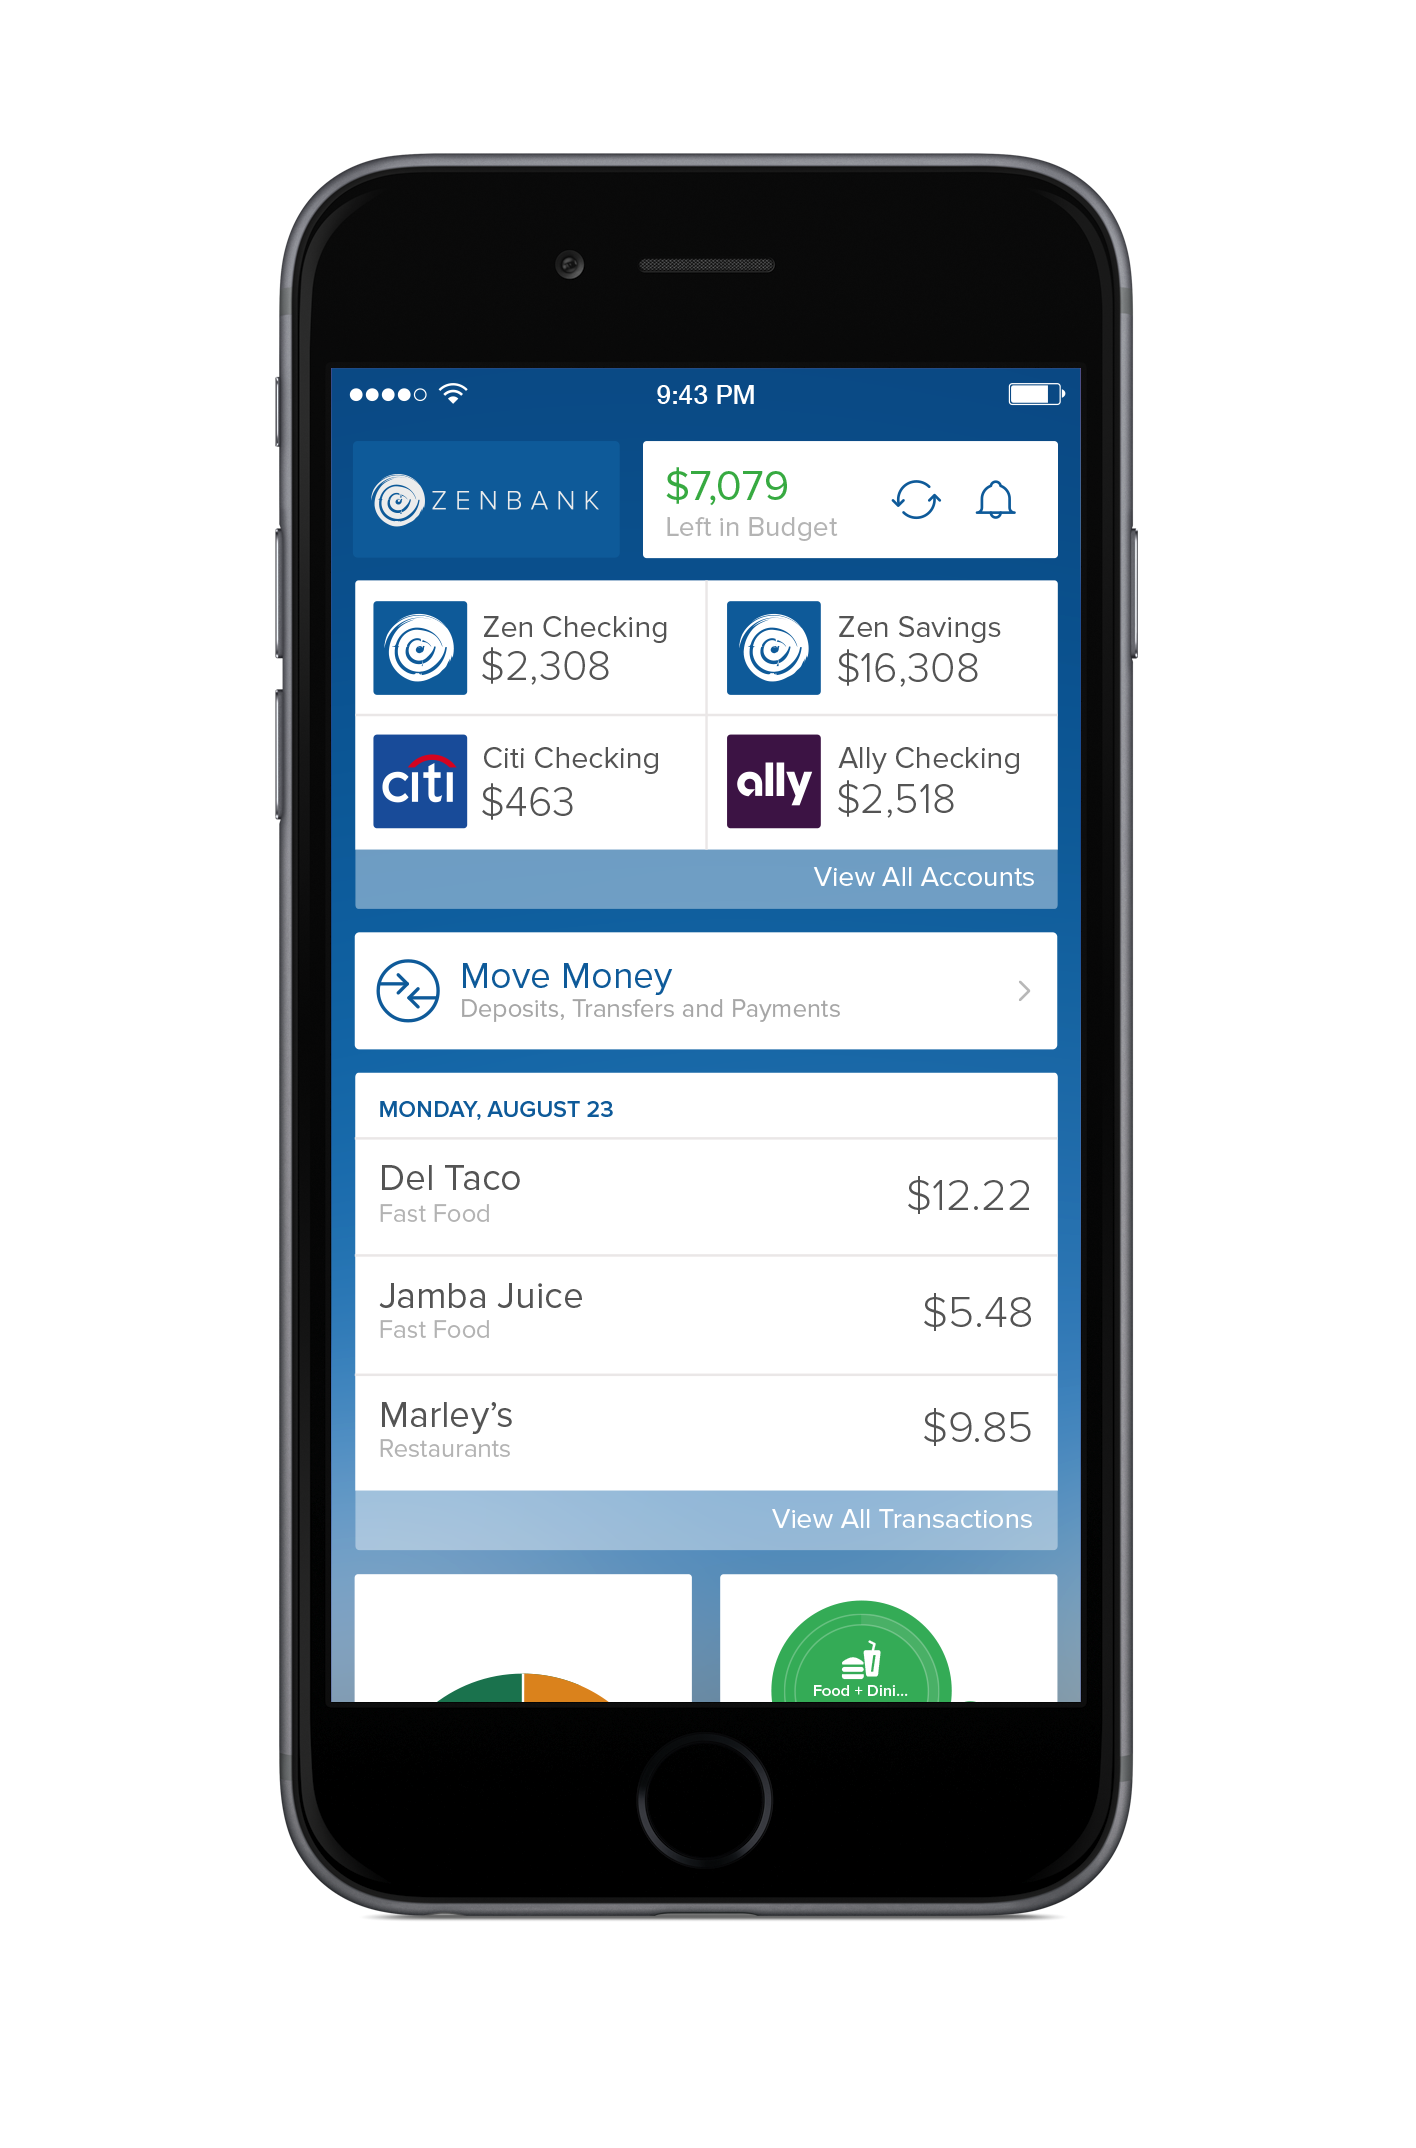 9:43 PM
ZENBANK
$7,079
Left in Budget
Zen Checking
$2,308
Zen Savings
$16,308
citi
Citi Checking
$463
ally
Ally Checking
$2,518
View All Accounts
Move Money
Deposits, Transfers and Payments
MONDAY, AUGUST 23
Del Taco
Fast Food
$12.22
Jamba Juice
Fast Food
$5.48
Marley’s
Restaurants
$9.85
View All Transactions
Food + Dini...